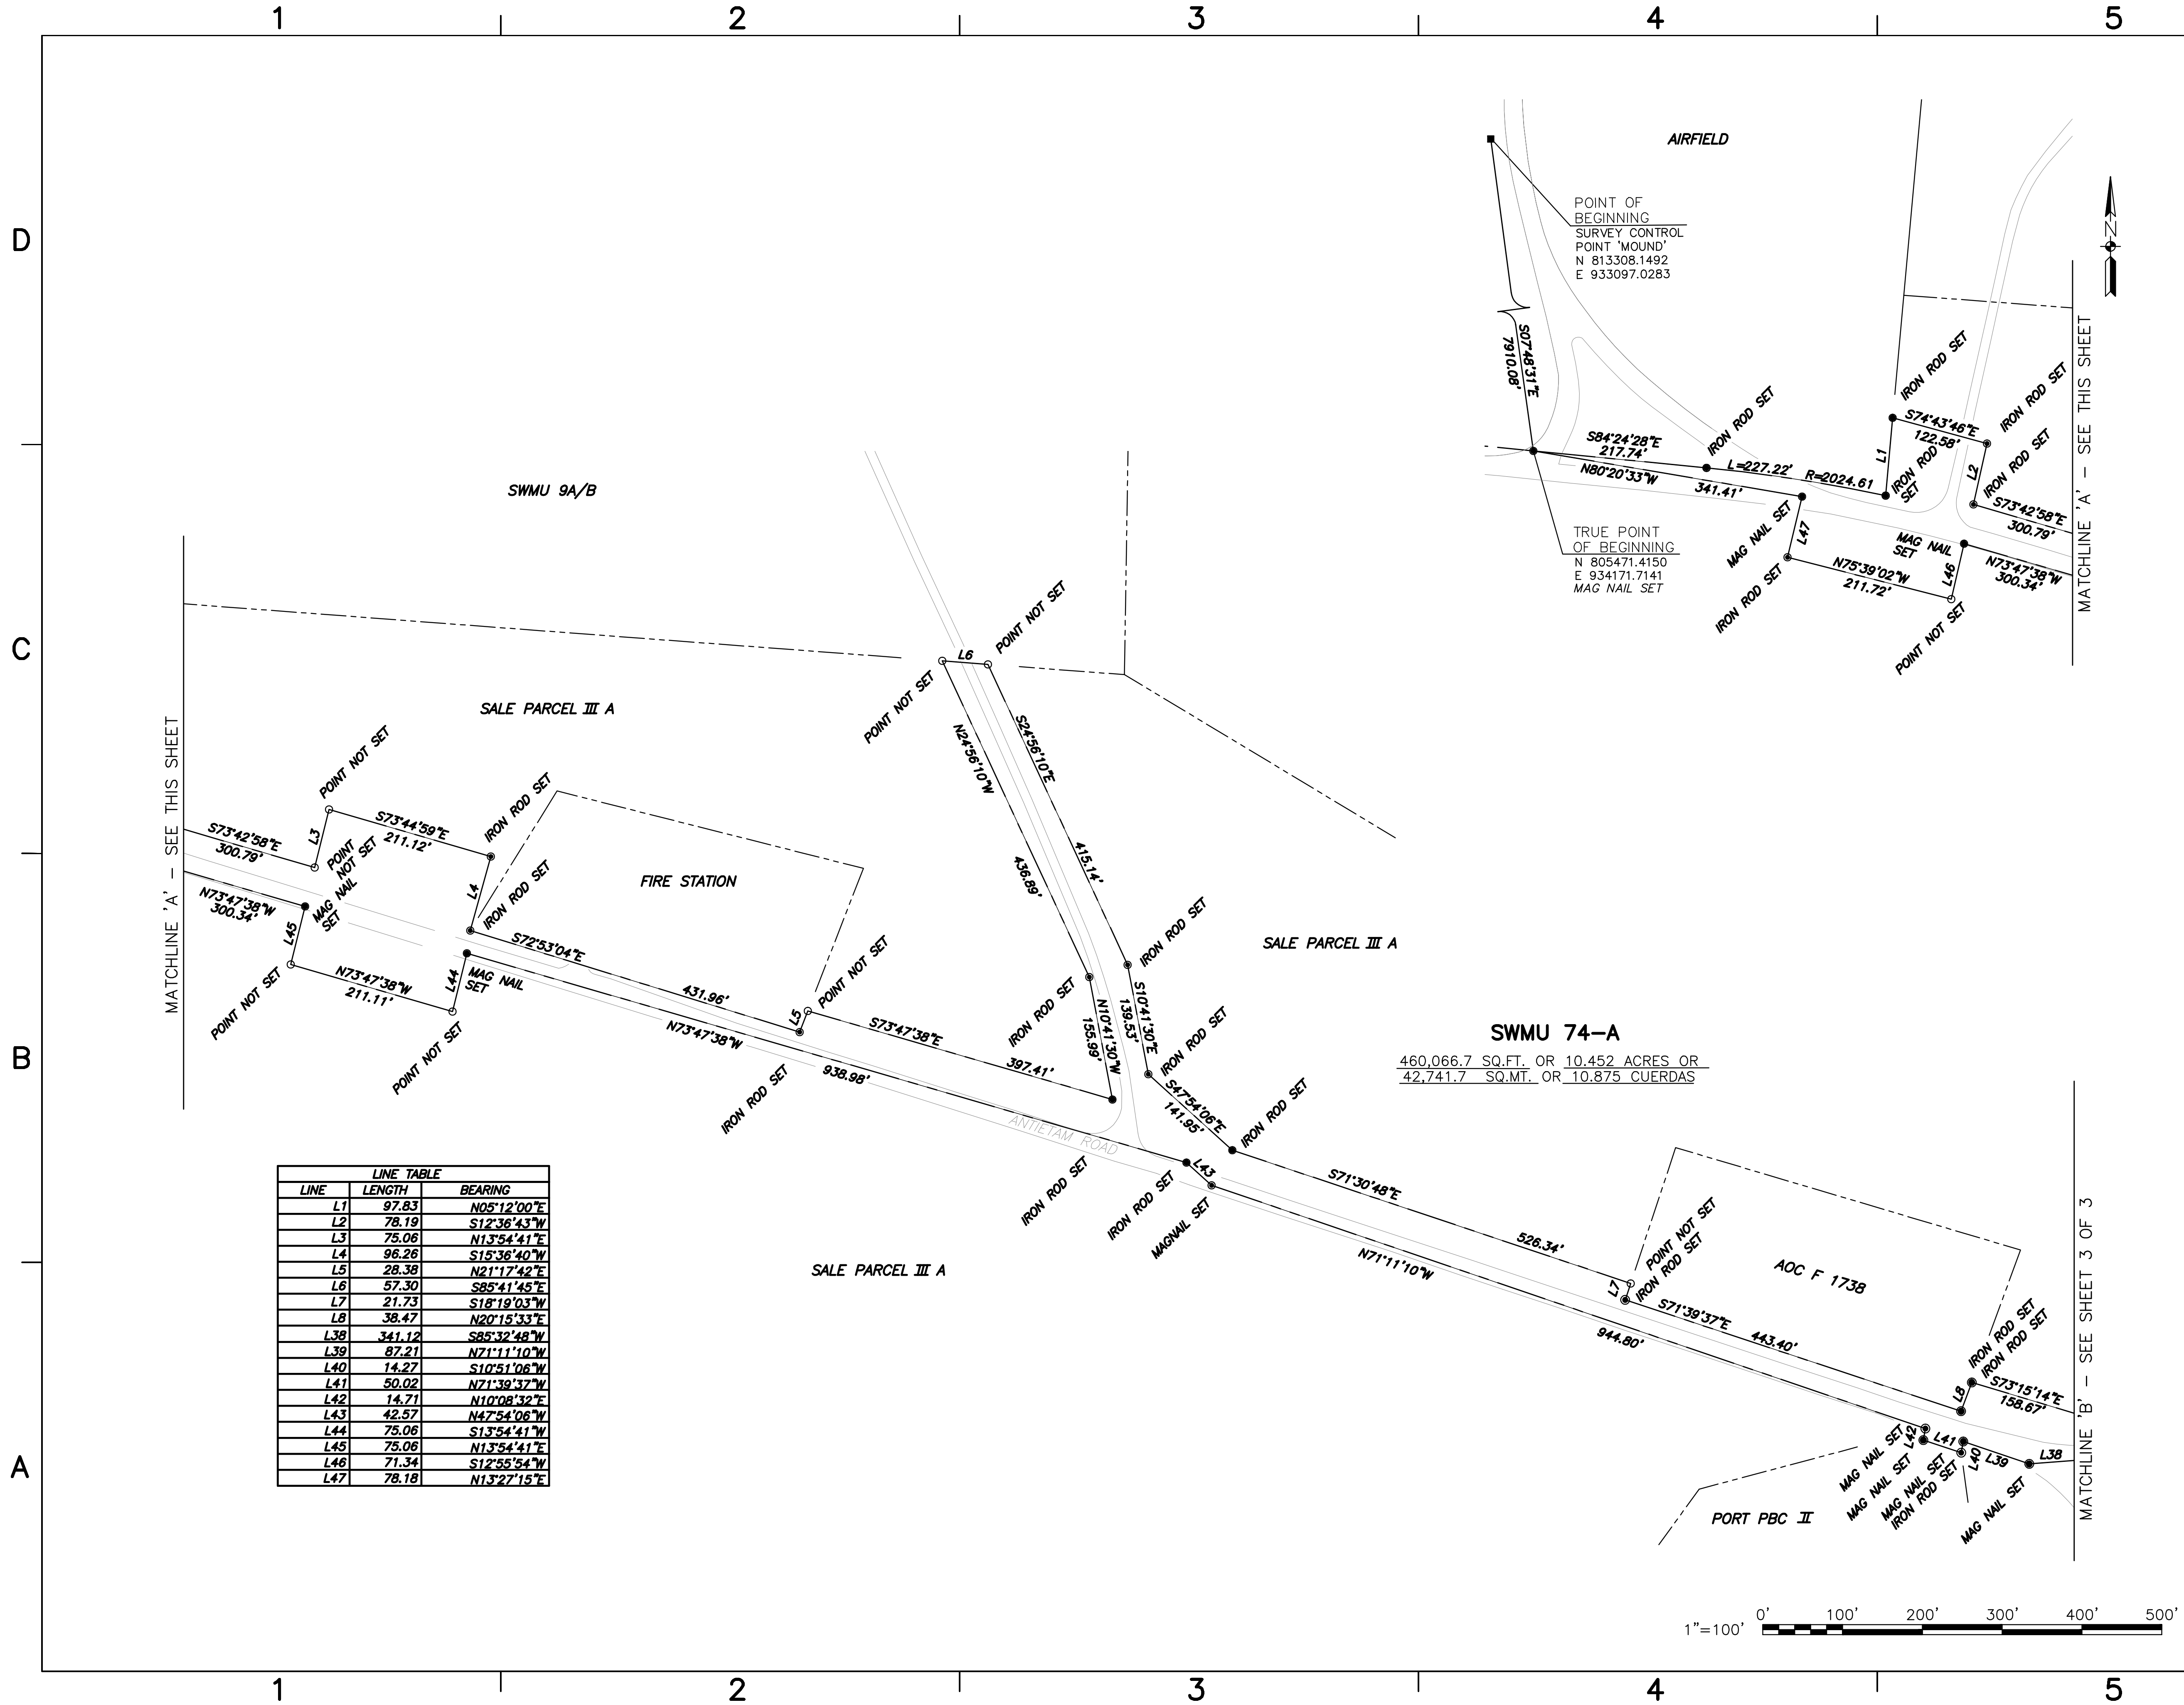 1 2 3 4 5
D
C
B
A
AIRFIELD
POINT OF
BEGINNING
SURVEY CONTROL
POINT 'MOUND'
N 813308.1492
E 933097.0283
N
S07°48'31"E
7910.08'
S84°24'28"E
217.74'
IRON ROD SET
L=227.22' R=2024.61
N80°20'33"W
341.41'
L1
IRON ROD SET
S74°43'46"E
122.58'
IRON ROD SET
IRON ROD
SET
L2
IRON ROD SET
S73°42'58"E
300.79'
MAG NAIL SET
L47
IRON ROD SET
MAG NAIL
SET
N75°39'02"W
211.72'
L46
N73°47'38"W
300.34'
POINT NOT SET
TRUE POINT
OF BEGINNING
N 805471.4150
E 934171.7141
MAG NAIL SET
MATCHLINE 'A' – SEE THIS SHEET
SWMU 9A/B
SALE PARCEL III A
MATCHLINE 'A' – SEE THIS SHEET
S73°42'58"E
300.79'
L3
POINT NOT SET
POINT
NOT SET
S73°44'59"E
211.12'
IRON ROD SET
L4
IRON ROD SET
N73°47'38"W
300.34'
MAG NAIL
SET
L45
POINT NOT SET
N73°47'38"W
211.11'
L44
MAG NAIL
SET
POINT NOT SET
FIRE STATION
S72°53'04"E
431.96'
L5
POINT NOT SET
IRON ROD SET
S73°47'38"E
397.41'
N73°47'38"W
938.98'
L6
POINT NOT SET
POINT NOT SET
N24°56'10"W
436.89'
S24°56'10"E
415.14'
IRON ROD SET
IRON ROD SET
N10°41'30"W
155.99'
S10°41'30"E
139.53'
IRON ROD SET
S47°54'06"E
141.95'
IRON ROD SET
ANTIETAM ROAD
IRON ROD SET
IRON ROD SET
L43
MAGNAIL SET
SALE PARCEL III A
SALE PARCEL III A
SWMU 74–A
460,066.7 SQ.FT. OR 10.452 ACRES OR
42,741.7 SQ.MT. OR 10.875 CUERDAS
S71°30'48"E
526.34'
POINT NOT SET
IRON ROD SET
L7
N71°11'10"W
944.80'
AOC F 1738
S71°39'37"E
443.40'
IRON ROD SET
IRON ROD SET
L8
S73°15'14"E
158.67'
MAG NAIL SET
L42
MAG NAIL SET
L41
MAG NAIL SET
IRON ROD SET
L40
L39
L38
MAG NAIL SET
PORT PBC II
MATCHLINE 'B' – SEE SHEET 3 OF 3
LINE TABLE
LINE LENGTH BEARING
L1 97.83 N05°12'00"E
L2 78.19 S12°36'43"W
L3 75.06 N13°54'41"E
L4 96.26 S15°36'40"W
L5 28.38 N21°17'42"E
L6 57.30 S85°41'45"E
L7 21.73 S18°19'03"W
L8 38.47 N20°15'33"E
L38 341.12 S85°32'48"W
L39 87.21 N71°11'10"W
L40 14.27 S10°51'06"W
L41 50.02 N71°39'37"W
L42 14.71 N10°08'32"E
L43 42.57 N47°54'06"W
L44 75.06 S13°54'41"W
L45 75.06 N13°54'41"E
L46 71.34 S12°55'54"W
L47 78.18 N13°27'15"E
1"=100'
0' 100' 200' 300' 400' 500'
D
C
B
A
1 2 3 4 5